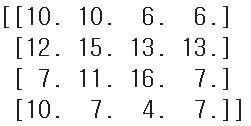 [[10. 10.  6.  6.]
 [12. 15. 13. 13.]
 [ 7. 11. 16.  7.]
 [10.  7.  4.  7.]]